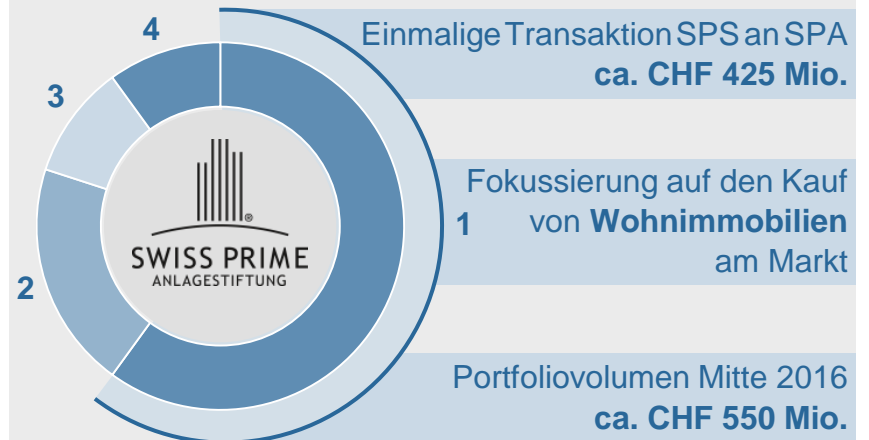 4
Einmalige Transaktion SPS an SPA
ca. CHF 425 Mio.
3
SWISS PRIME
ANLAGESTIFTUNG
®
Fokussierung auf den Kauf
1 von Wohnimmobilien
am Markt
2
Portfoliovolumen Mitte 2016
ca. CHF 550 Mio.